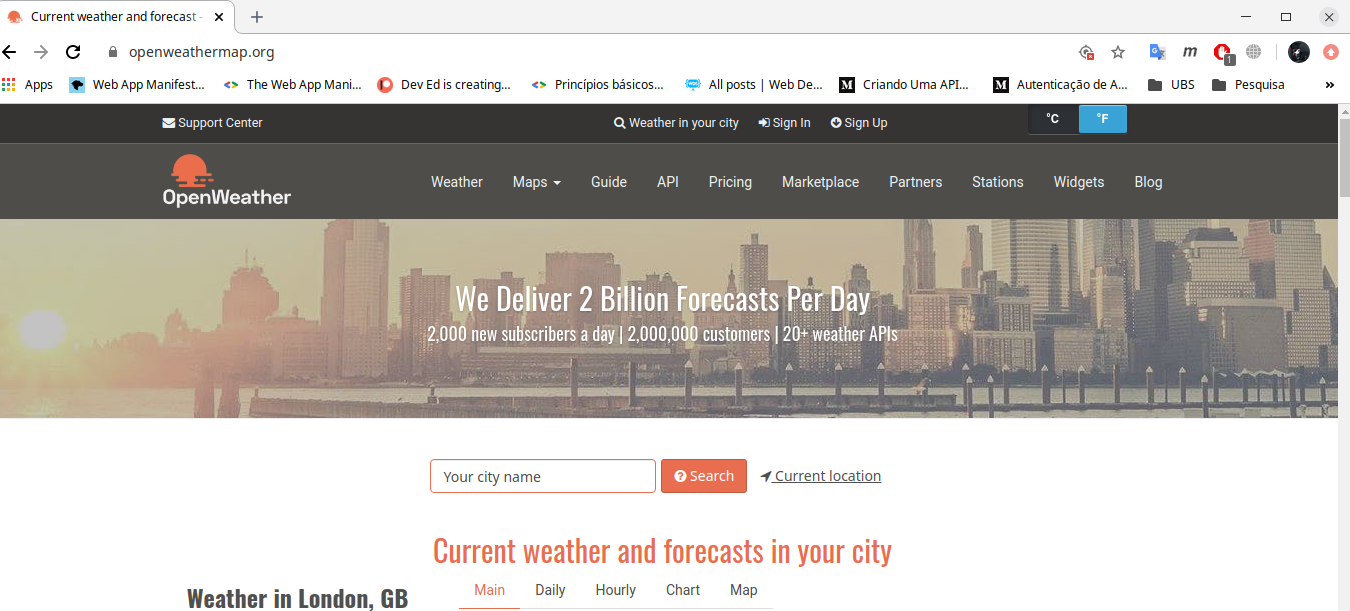 Current weather and forecast -
openweathermap.org
1
Apps Web App Manifest... The Web App Mani... Dev Ed is creating... Princípios básicos... All posts | Web De... Criando Uma API... Autenticação de A... UBS Pesquisa »
Support Center Weather in your city Sign In Sign Up °C °F
OpenWeather
Weather Maps Guide API Pricing Marketplace Partners Stations Widgets Blog
We Deliver 2 Billion Forecasts Per Day
2,000 new subscribers a day | 2,000,000 customers | 20+ weather APIs
Your city name Search Current location
Current weather and forecasts in your city
Main Daily Hourly Chart Map
Weather in London, GB